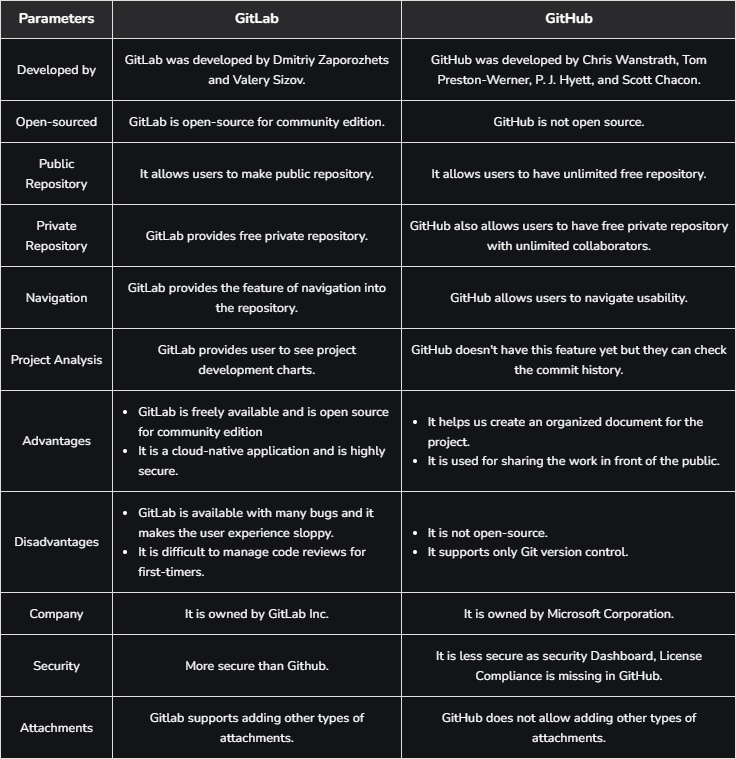 Parameters GitLab GitHub
Developed by
GitLab was developed by Dmitriy Zaporozhets
and Valery Sizov.
GitHub was developed by Chris Wanstrath, Tom
Preston-Werner, P. J. Hyett, and Scott Chacon.
Open-sourced
GitLab is open-source for community edition.
GitHub is not open source.
Public
Repository
It allows users to make public repository.
It allows users to have unlimited free repository.
Private
Repository
GitLab provides free private repository.
GitHub also allows users to have free private repository
with unlimited collaborators.
Navigation
GitLab provides the feature of navigation into
the repository.
GitHub allows users to navigate usability.
Project Analysis
GitLab provides user to see project
development charts.
GitHub doesn't have this feature yet but they can check
the commit history.
Advantages
• GitLab is freely available and is open source
for community edition
• It is a cloud-native application and is highly
secure.
• It helps us create an organized document for the
project.
• It is used for sharing the work in front of the public.
Disadvantages
• GitLab is available with many bugs and it
makes the user experience sloppy.
• It is difficult to manage code reviews for
first-timers.
• It is not open-source.
• It supports only Git version control.
Company
It is owned by GitLab Inc.
It is owned by Microsoft Corporation.
Security
More secure than Github.
It is less secure as security Dashboard, License
Compliance is missing in GitHub.
Attachments
Gitlab supports adding other types of
attachments.
GitHub does not allow adding other types of
attachments.